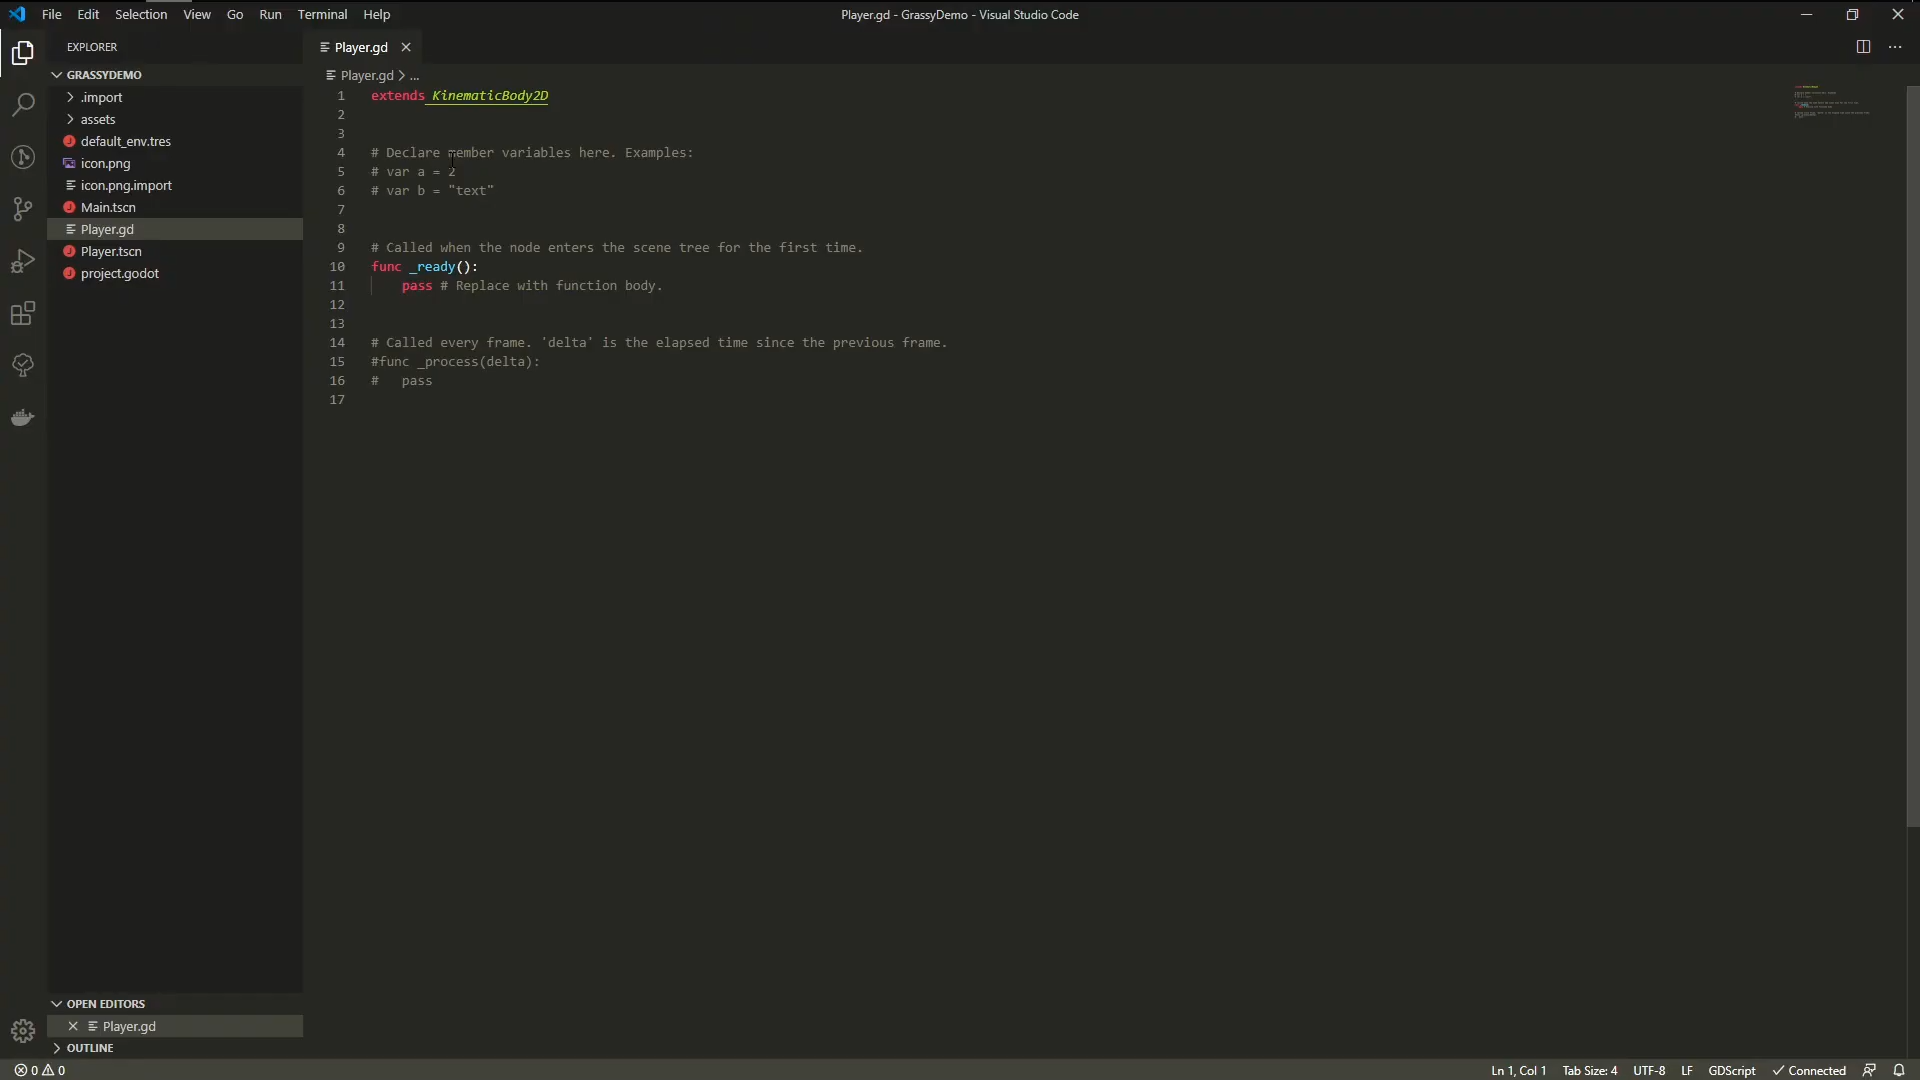 File Edit Selection View Go Run Terminal Help
Player.gd - GrassyDemo - Visual Studio Code
EXPLORER
GRASSYDEMO
.import
assets
default_env.tres
icon.png
icon.png.import
Main.tscn
Player.gd
Player.tscn
project.godot
OPEN EDITORS
Player.gd
OUTLINE
Player.gd
Player.gd > ...
1 extends KinematicBody2D
2
3
4 # Declare member variables here. Examples:
5 # var a = 2
6 # var b = "text"
7
8
9 # Called when the node enters the scene tree for the first time.
10 func _ready():
11 pass # Replace with function body.
12
13
14 # Called every frame. 'delta' is the elapsed time since the previous frame.
15 #func _process(delta):
16 # pass
17
0 0
Ln 1, Col 1 Tab Size: 4 UTF-8 LF GDScript Connected